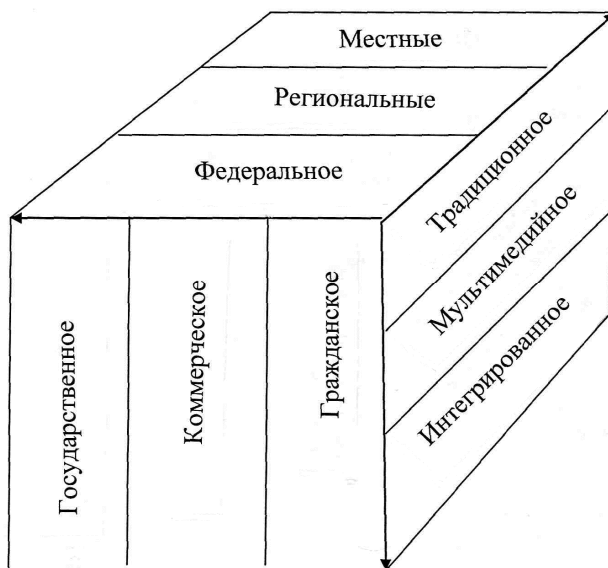 Местные
Региональные
Федеральное
Традиционное
Мультимедийное
Интегрированное
Государственное
Коммерческое
Гражданское